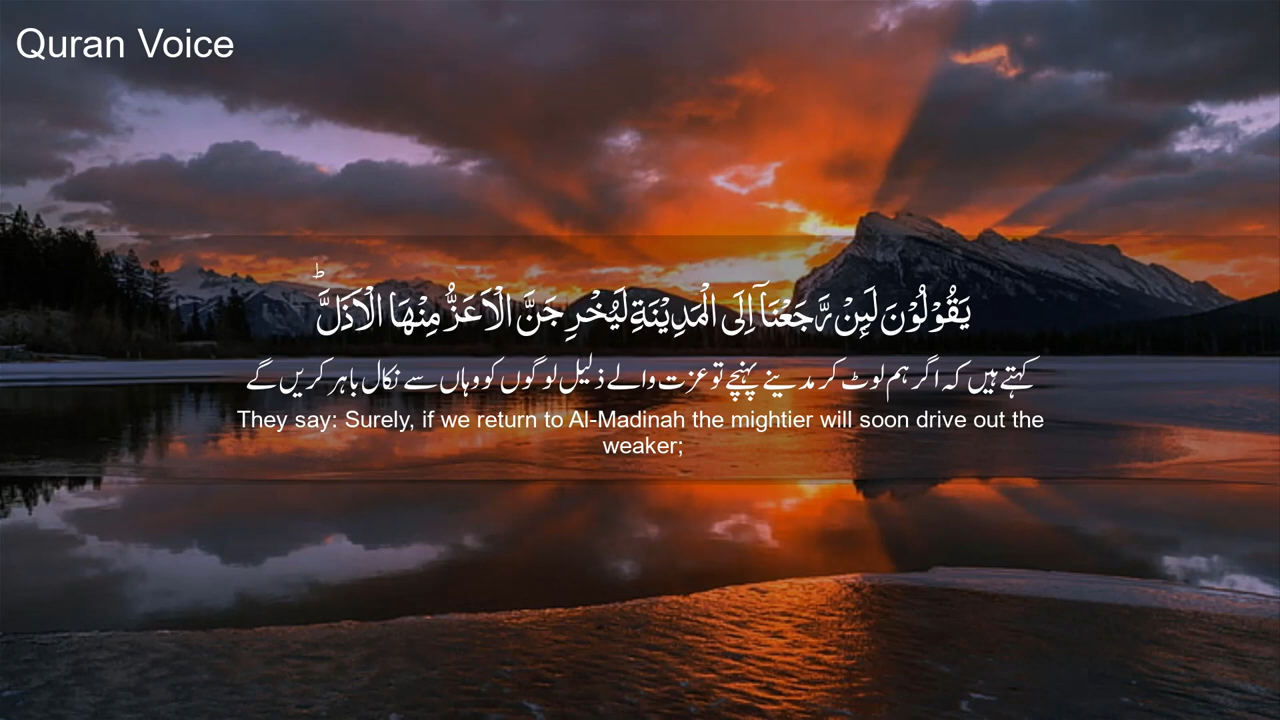 Quran Voice
يَقُوْلُوْنَ لَىِٕنْ رَّجَعْنَاۤ اِلَى الْمَدِيْنَةِ لَيُخْرِجَنَّ الْاَعَزُّ مِنْهَا الْاَذَلَّ ؕ
کہتے ہیں کہ اگر ہم لوٹ کر مدینے پہنچے تو عزت والے ذلیل لوگوں کو وہاں سے نکال باہر کریں گے
They say: Surely, if we return to Al-Madinah the mightier will soon drive out the
weaker;